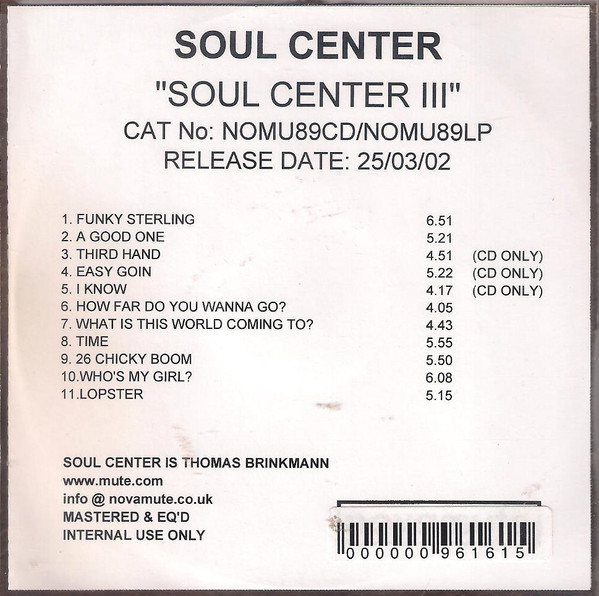 SOUL CENTER
"SOUL CENTER III"
CAT No: NOMU89CD/NOMU89LP
RELEASE DATE: 25/03/02
1. FUNKY STERLING 6.51
2. A GOOD ONE 5.21
3. THIRD HAND 4.51 (CD ONLY)
4. EASY GOIN 5.22 (CD ONLY)
5. I KNOW 4.17 (CD ONLY)
6. HOW FAR DO YOU WANNA GO? 4.05
7. WHAT IS THIS WORLD COMING TO? 4.43
8. TIME 5.55
9. 26 CHICKY BOOM 5.50
10.WHO'S MY GIRL? 6.08
11.LOPSTER 5.15
SOUL CENTER IS THOMAS BRINKMANN
www.mute.com
info @ novamute.co.uk
MASTERED & EQ'D
INTERNAL USE ONLY
000000961615